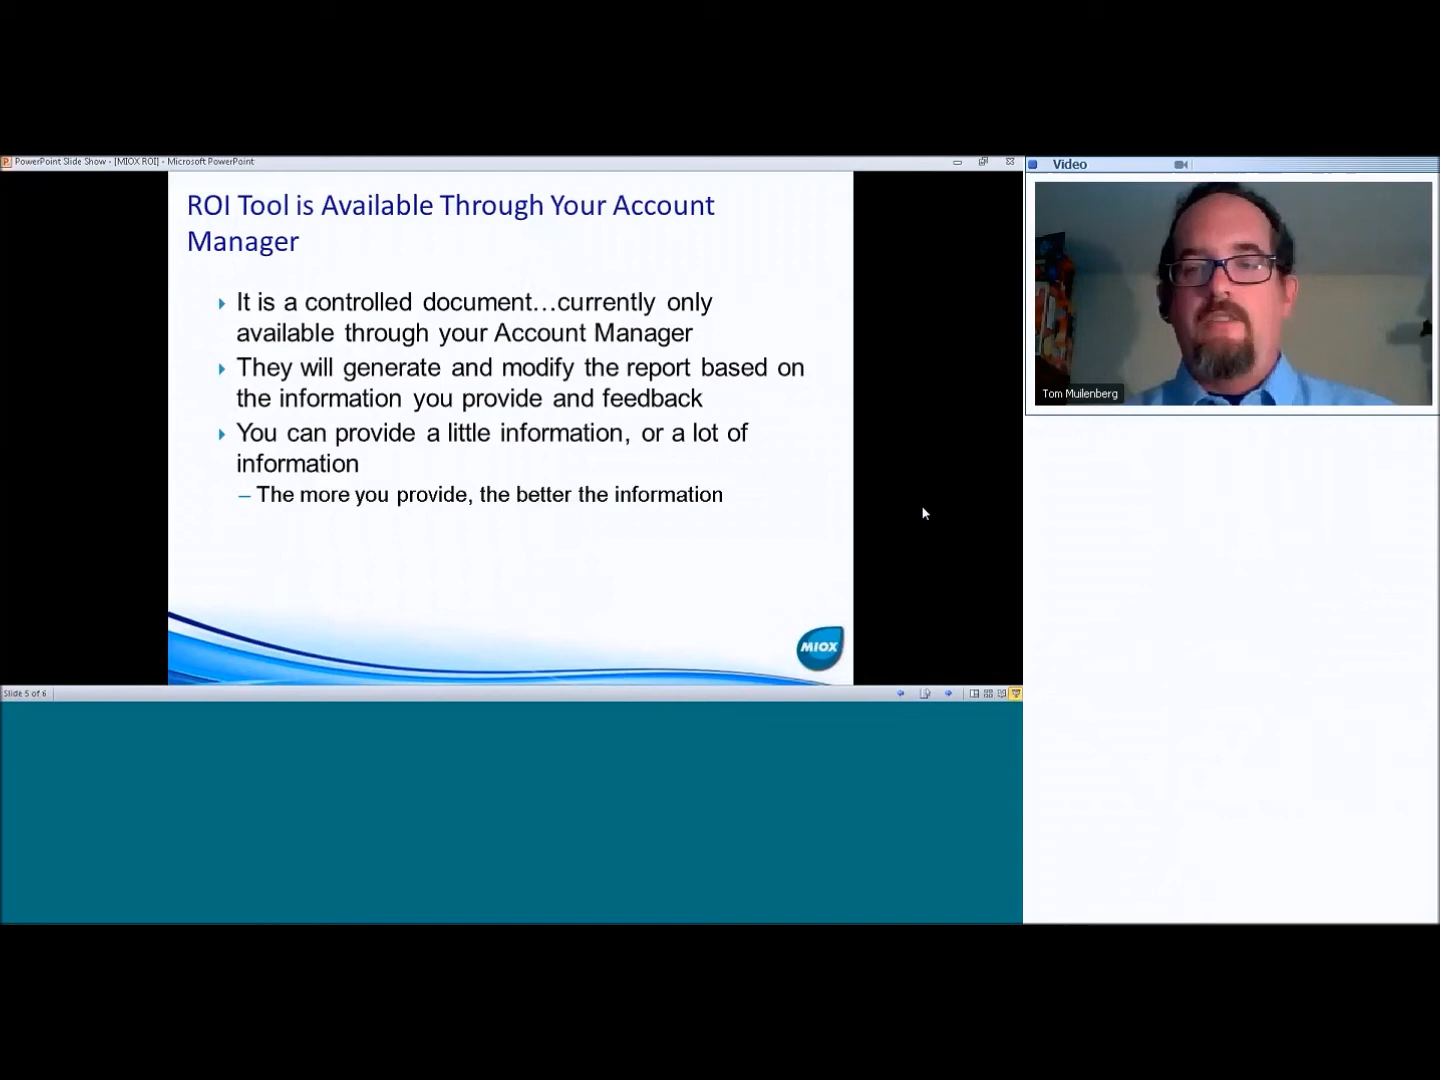 PowerPoint Slide Show - [MIOX ROI] - Microsoft PowerPoint
Video
ROI Tool is Available Through Your Account
Manager
It is a controlled document...currently only
available through your Account Manager
They will generate and modify the report based on
the information you provide and feedback
You can provide a little information, or a lot of
information
– The more you provide, the better the information
MIOX
Tom Muilenberg
Slide 5 of 6